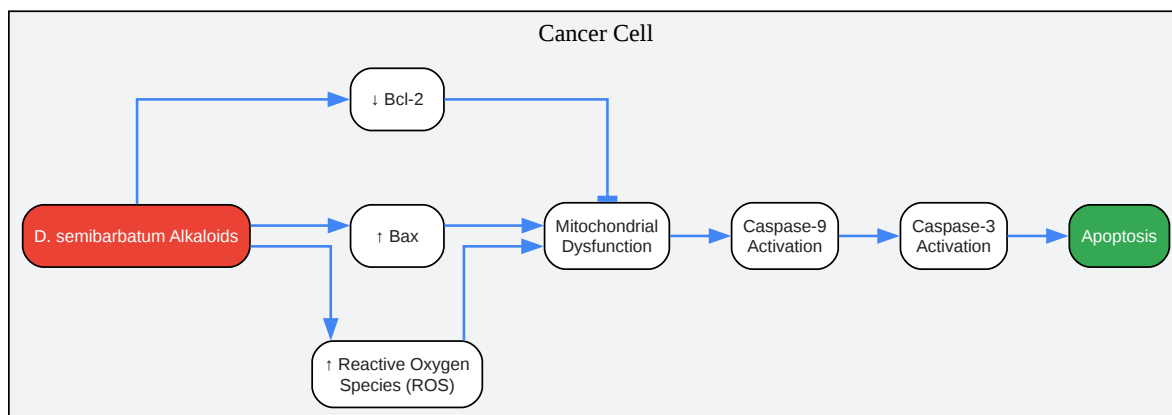 Cancer Cell
↓ Bcl-2
D. semibarbatum Alkaloids
↑ Bax
Mitochondrial
Dysfunction
Caspase-9
Activation
Caspase-3
Activation
Apoptosis
↑ Reactive Oxygen
Species (ROS)